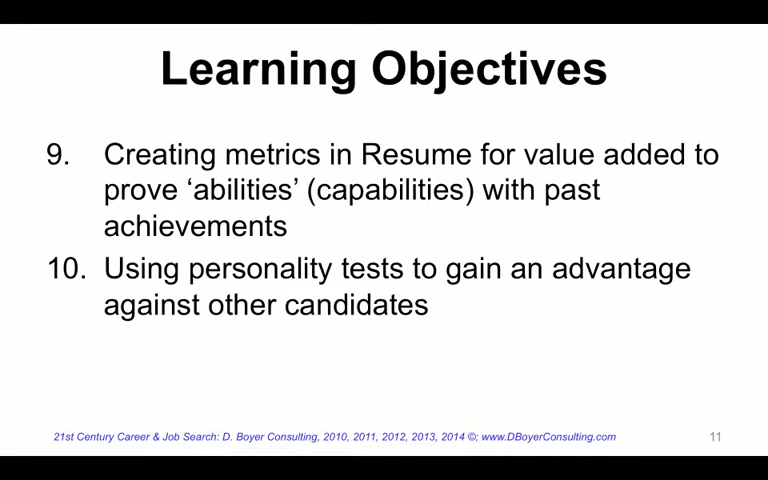 Learning Objectives
9. Creating metrics in Resume for value added to
prove ‘abilities’ (capabilities) with past
achievements
10. Using personality tests to gain an advantage
against other candidates
21st Century Career & Job Search: D. Boyer Consulting, 2010, 2011, 2012, 2013, 2014 ©; www.DBoyerConsulting.com 11